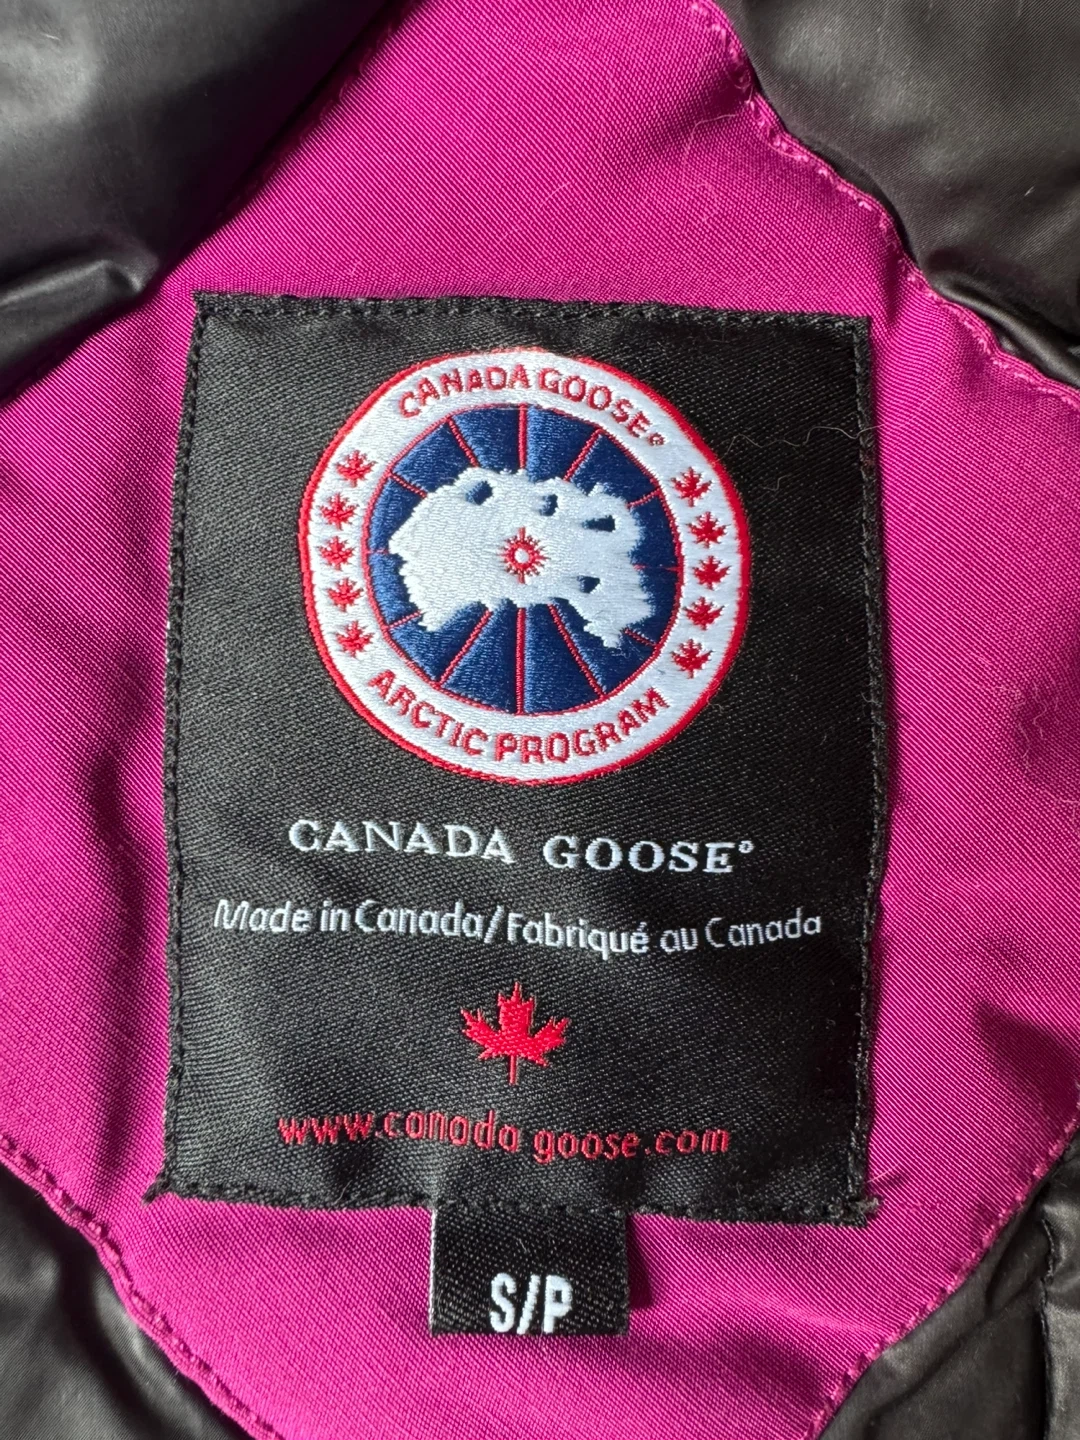 CANADA GOOSE®
ARCTIC PROGRAM
CANADA GOOSE®
Made in Canada/Fabriqué au Canada
www.canada goose.com
S/P